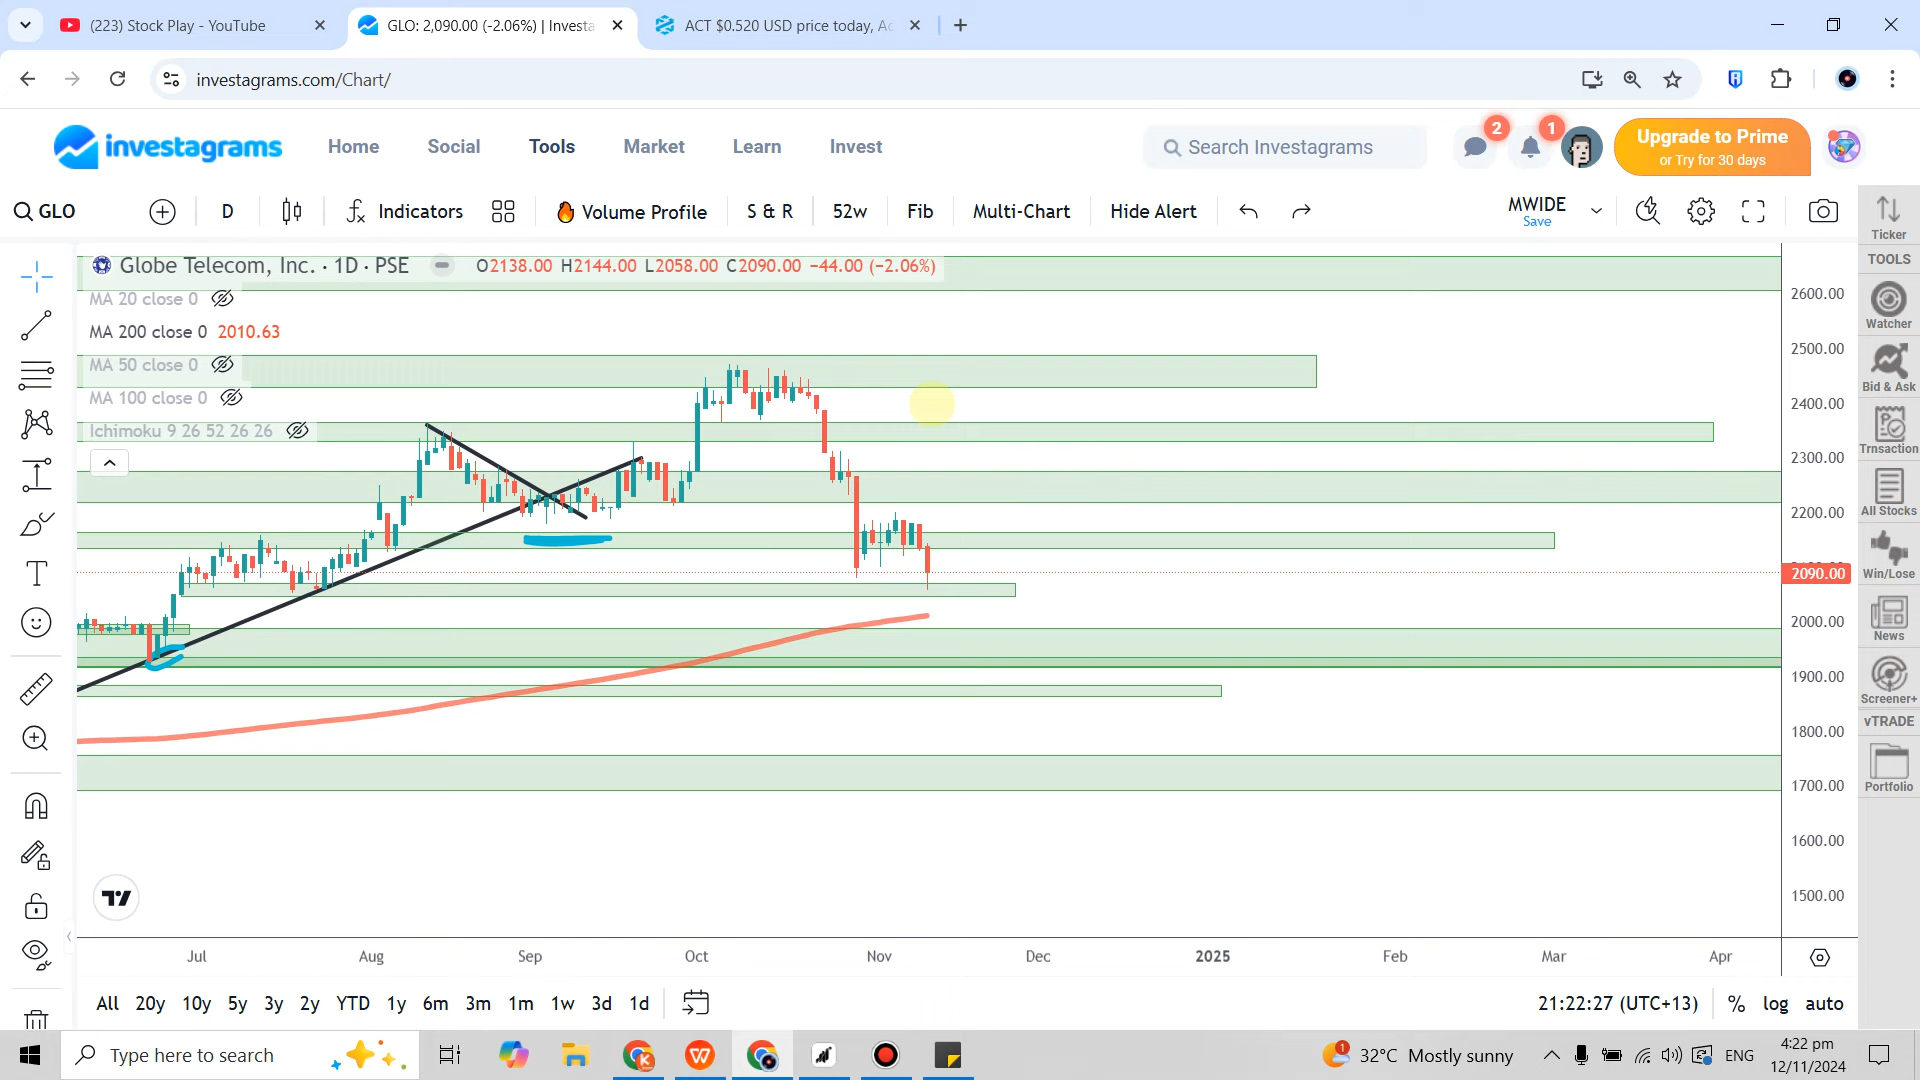 (223) Stock Play - YouTube
GLO: 2,090.00 (-2.06%) | Investa
ACT $0.520 USD price today, Ac
investagrams.com/Chart/
investagrams
Home
Social
Tools
Market
Learn
Invest
Search Investagrams
2
1
Upgrade to Prime
or Try for 30 days
GLO
D
Indicators
Volume Profile
S & R
52w
Fib
Multi-Chart
Hide Alert
MWIDE
Save
Globe Telecom, Inc. · 1D · PSE
O2138.00 H2144.00 L2058.00 C2090.00 −44.00 (−2.06%)
MA 20 close 0
MA 200 close 0 2010.63
MA 50 close 0
MA 100 close 0
Ichimoku 9 26 52 26 26
2600.00
2500.00
2400.00
2300.00
2200.00
2090.00
2000.00
1900.00
1800.00
1700.00
1600.00
1500.00
Ticker
TOOLS
Watcher
Bid & Ask
Trnsaction
All Stocks
Win/Lose
News
Screener+
vTRADE
Portfolio
Jul
Aug
Sep
Oct
Nov
Dec
2025
Feb
Mar
Apr
All 20y 10y 5y 3y 2y YTD 1y 6m 3m 1m 1w 3d 1d
21:22:27 (UTC+13)
% log auto
Type here to search
1
32°C Mostly sunny
ENG
4:22 pm
12/11/2024